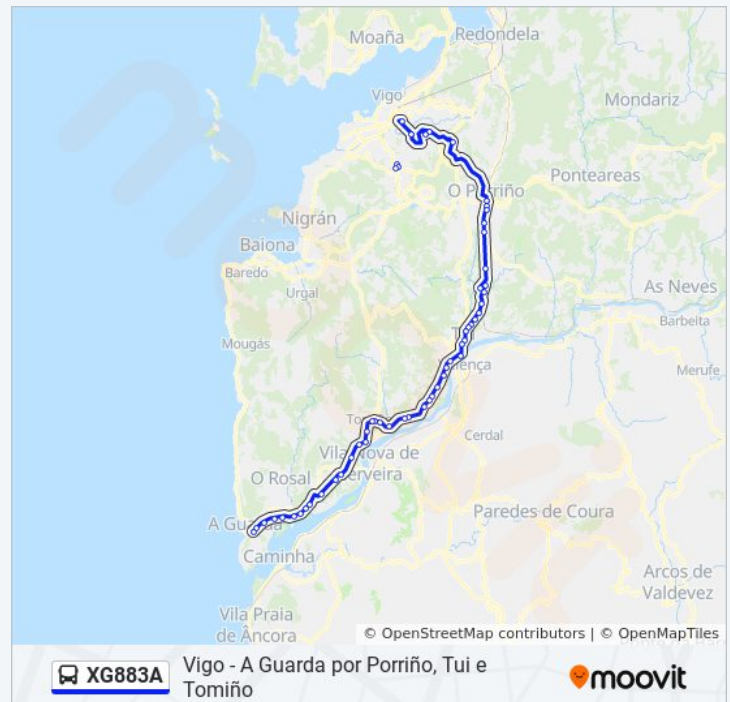 Moaña
Redondela
Vigo
Mondariz
Ponteareas
O Porriño
Nigrán
Baiona
Baredo
Urgal
As Neves
Barbeita
Mougás
Merufe
Cerdal
Vila Nova de
Cerveira
O Rosal
A Guarda
Paredes de Coura
Caminha
Arcos de
Valdevez
Vila Praia
de Âncora
© OpenStreetMap contributors | © OpenMapTiles
XG883A
Vigo - A Guarda por Porriño, Tui e
Tomiño
moovit